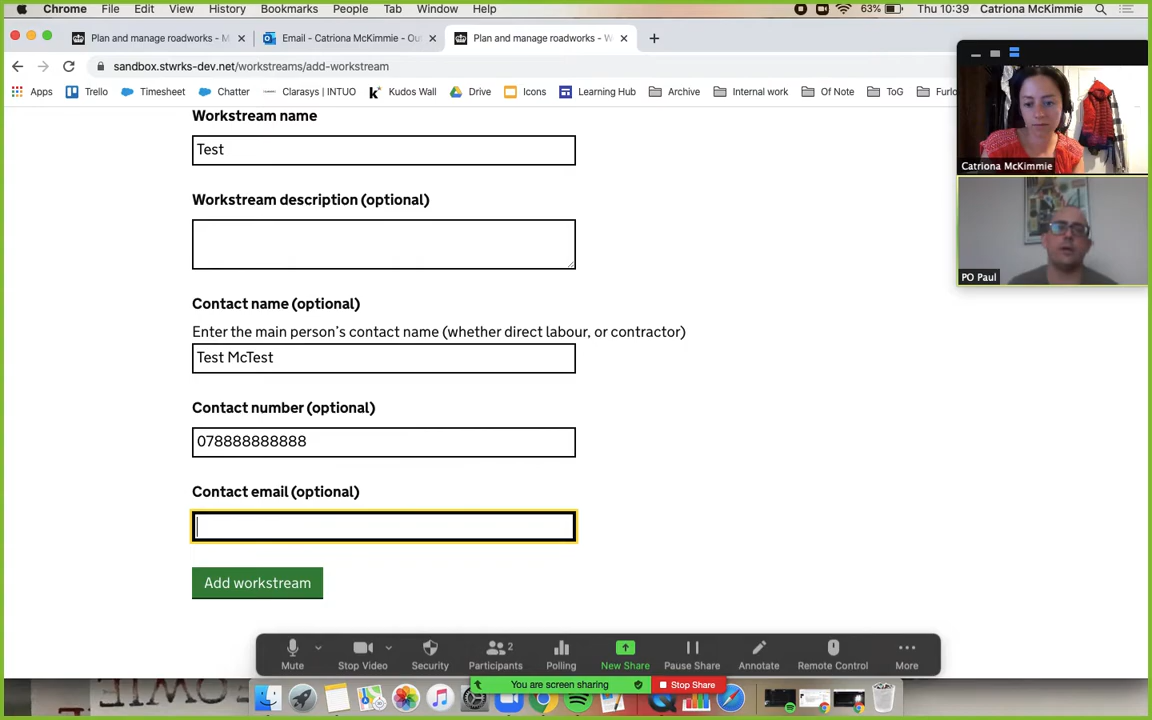 Chrome File Edit View History Bookmarks People Tab Window Help 63% Thu 10:39 Catriona McKimmie
Plan and manage roadworks - M Email - Catriona McKimmie - Ou Plan and manage roadworks - W
sandbox.stwrks-dev.net/workstreams/add-workstream
Apps Trello Timesheet Chatter Clarasys | INTUO Kudos Wall Drive Icons Learning Hub Archive Internal work Of Note ToG Furlo
Workstream name
Test
Workstream description (optional)
Contact name (optional)
Enter the main person's contact name (whether direct labour, or contractor)
Test McTest
Contact number (optional)
078888888888
Contact email (optional)
Add workstream
Catriona McKimmie
PO Paul
2
Mute Stop Video Security Participants Polling New Share Pause Share Annotate Remote Control More
You are screen sharing Stop Share